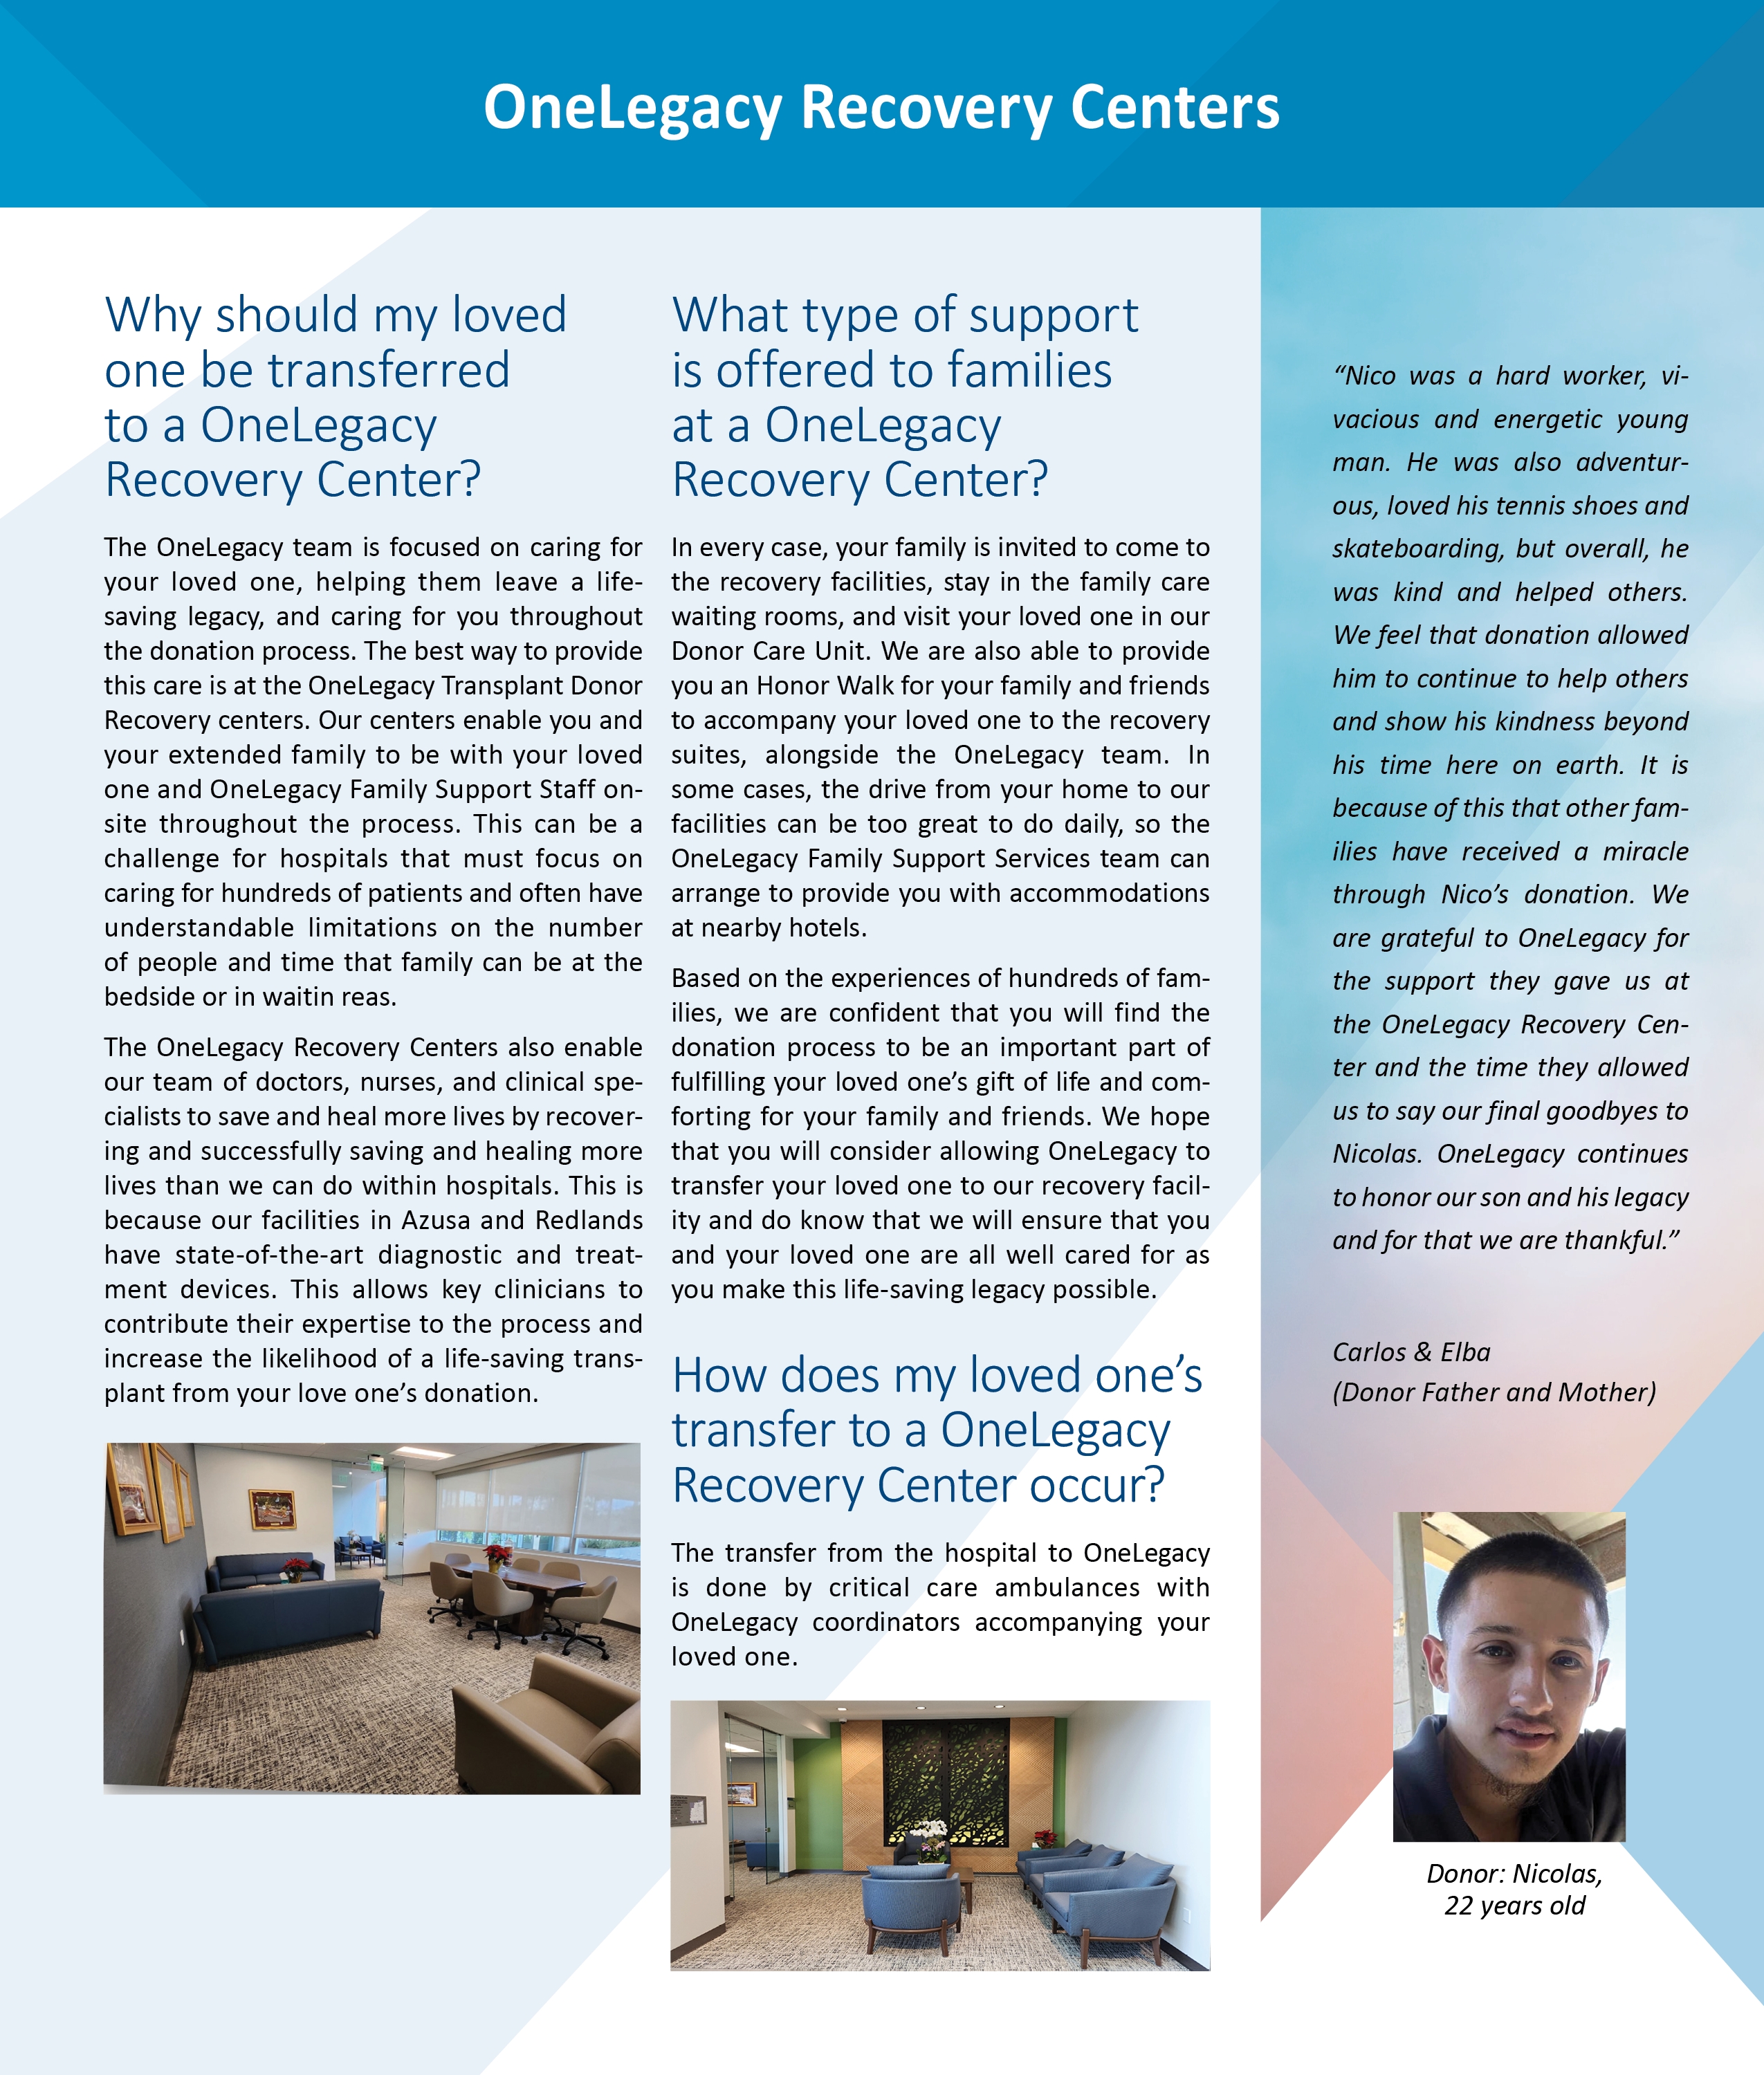 OneLegacy Recovery Centers
Why should my loved
one be transferred
to a OneLegacy
Recovery Center?
The OneLegacy team is focused on caring for
your loved one, helping them leave a life-
saving legacy, and caring for you throughout
the donation process. The best way to provide
this care is at the OneLegacy Transplant Donor
Recovery centers. Our centers enable you and
your extended family to be with your loved
one and OneLegacy Family Support Staff on-
site throughout the process. This can be a
challenge for hospitals that must focus on
caring for hundreds of patients and often have
understandable limitations on the number
of people and time that family can be at the
bedside or in waitin reas.
The OneLegacy Recovery Centers also enable
our team of doctors, nurses, and clinical spe-
cialists to save and heal more lives by recover-
ing and successfully saving and healing more
lives than we can do within hospitals. This is
because our facilities in Azusa and Redlands
have state-of-the-art diagnostic and treat-
ment devices. This allows key clinicians to
contribute their expertise to the process and
increase the likelihood of a life-saving trans-
plant from your love one’s donation.
What type of support
is offered to families
at a OneLegacy
Recovery Center?
In every case, your family is invited to come to
the recovery facilities, stay in the family care
waiting rooms, and visit your loved one in our
Donor Care Unit. We are also able to provide
you an Honor Walk for your family and friends
to accompany your loved one to the recovery
suites, alongside the OneLegacy team. In
some cases, the drive from your home to our
facilities can be too great to do daily, so the
OneLegacy Family Support Services team can
arrange to provide you with accommodations
at nearby hotels.
Based on the experiences of hundreds of fam-
ilies, we are confident that you will find the
donation process to be an important part of
fulfilling your loved one’s gift of life and com-
forting for your family and friends. We hope
that you will consider allowing OneLegacy to
transfer your loved one to our recovery facil-
ity and do know that we will ensure that you
and your loved one are all well cared for as
you make this life-saving legacy possible.
How does my loved one’s
transfer to a OneLegacy
Recovery Center occur?
The transfer from the hospital to OneLegacy
is done by critical care ambulances with
OneLegacy coordinators accompanying your
loved one.
“Nico was a hard worker, vi-
vacious and energetic young
man. He was also adventur-
ous, loved his tennis shoes and
skateboarding, but overall, he
was kind and helped others.
We feel that donation allowed
him to continue to help others
and show his kindness beyond
his time here on earth. It is
because of this that other fam-
ilies have received a miracle
through Nico’s donation. We
are grateful to OneLegacy for
the support they gave us at
the OneLegacy Recovery Cen-
ter and the time they allowed
us to say our final goodbyes to
Nicolas. OneLegacy continues
to honor our son and his legacy
and for that we are thankful.”
Carlos & Elba
(Donor Father and Mother)
Donor: Nicolas,
22 years old